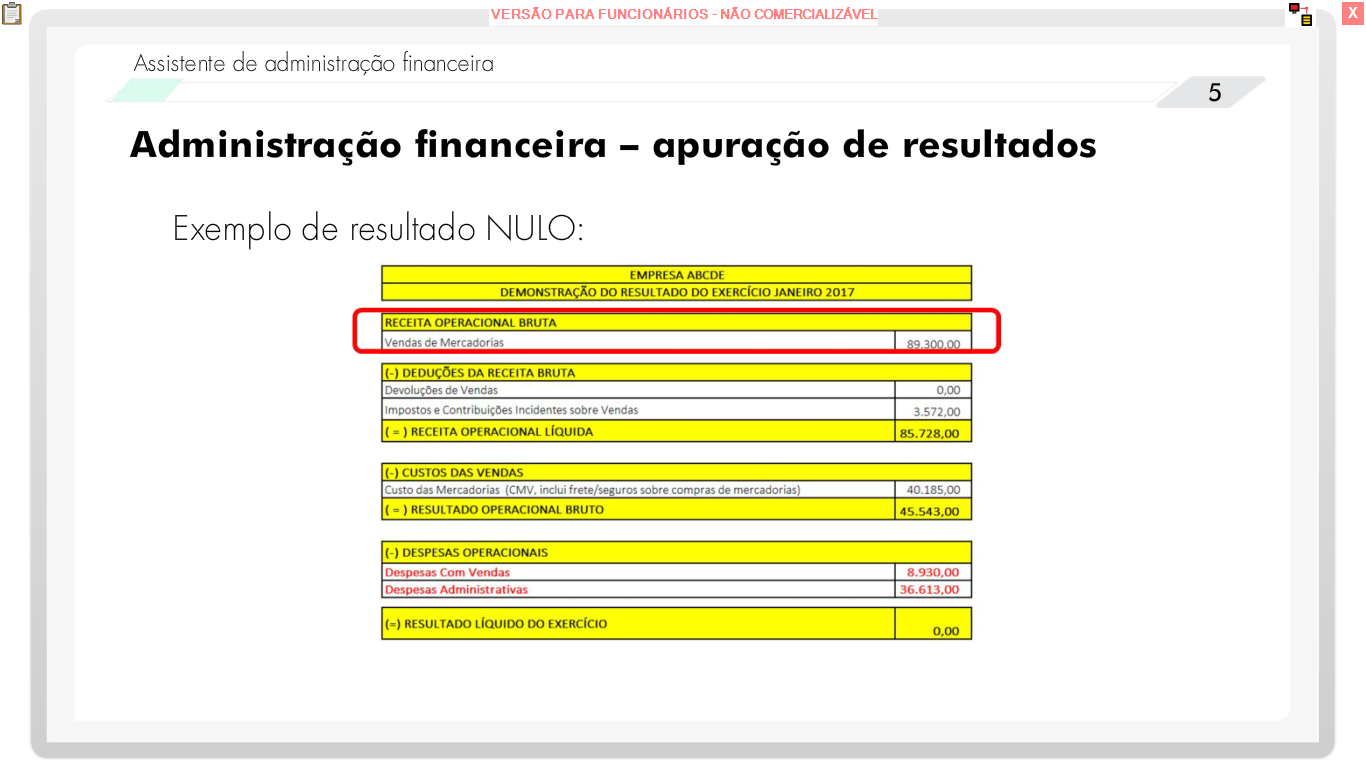 VERSÃO PARA FUNCIONÁRIOS - NÃO COMERCIALIZÁVEL
X
Assistente de administração financeira
5
Administração financeira – apuração de resultados
Exemplo de resultado NULO:
EMPRESA ABCDE
DEMONSTRAÇÃO DO RESULTADO DO EXERCÍCIO JANEIRO 2017
RECEITA OPERACIONAL BRUTA
Vendas de Mercadorias 89.300,00
(-) DEDUÇÕES DA RECEITA BRUTA
Devoluções de Vendas 0,00
Impostos e Contribuições Incidentes sobre Vendas 3.572,00
( = ) RECEITA OPERACIONAL LÍQUIDA 85.728,00
(-) CUSTOS DAS VENDAS
Custo das Mercadorias (CMV, inclui frete/seguros sobre compras de mercadorias) 40.185,00
( = ) RESULTADO OPERACIONAL BRUTO 45.543,00
(-) DESPESAS OPERACIONAIS
Despesas Com Vendas 8.930,00
Despesas Administrativas 36.613,00
(=) RESULTADO LÍQUIDO DO EXERCÍCIO 0,00